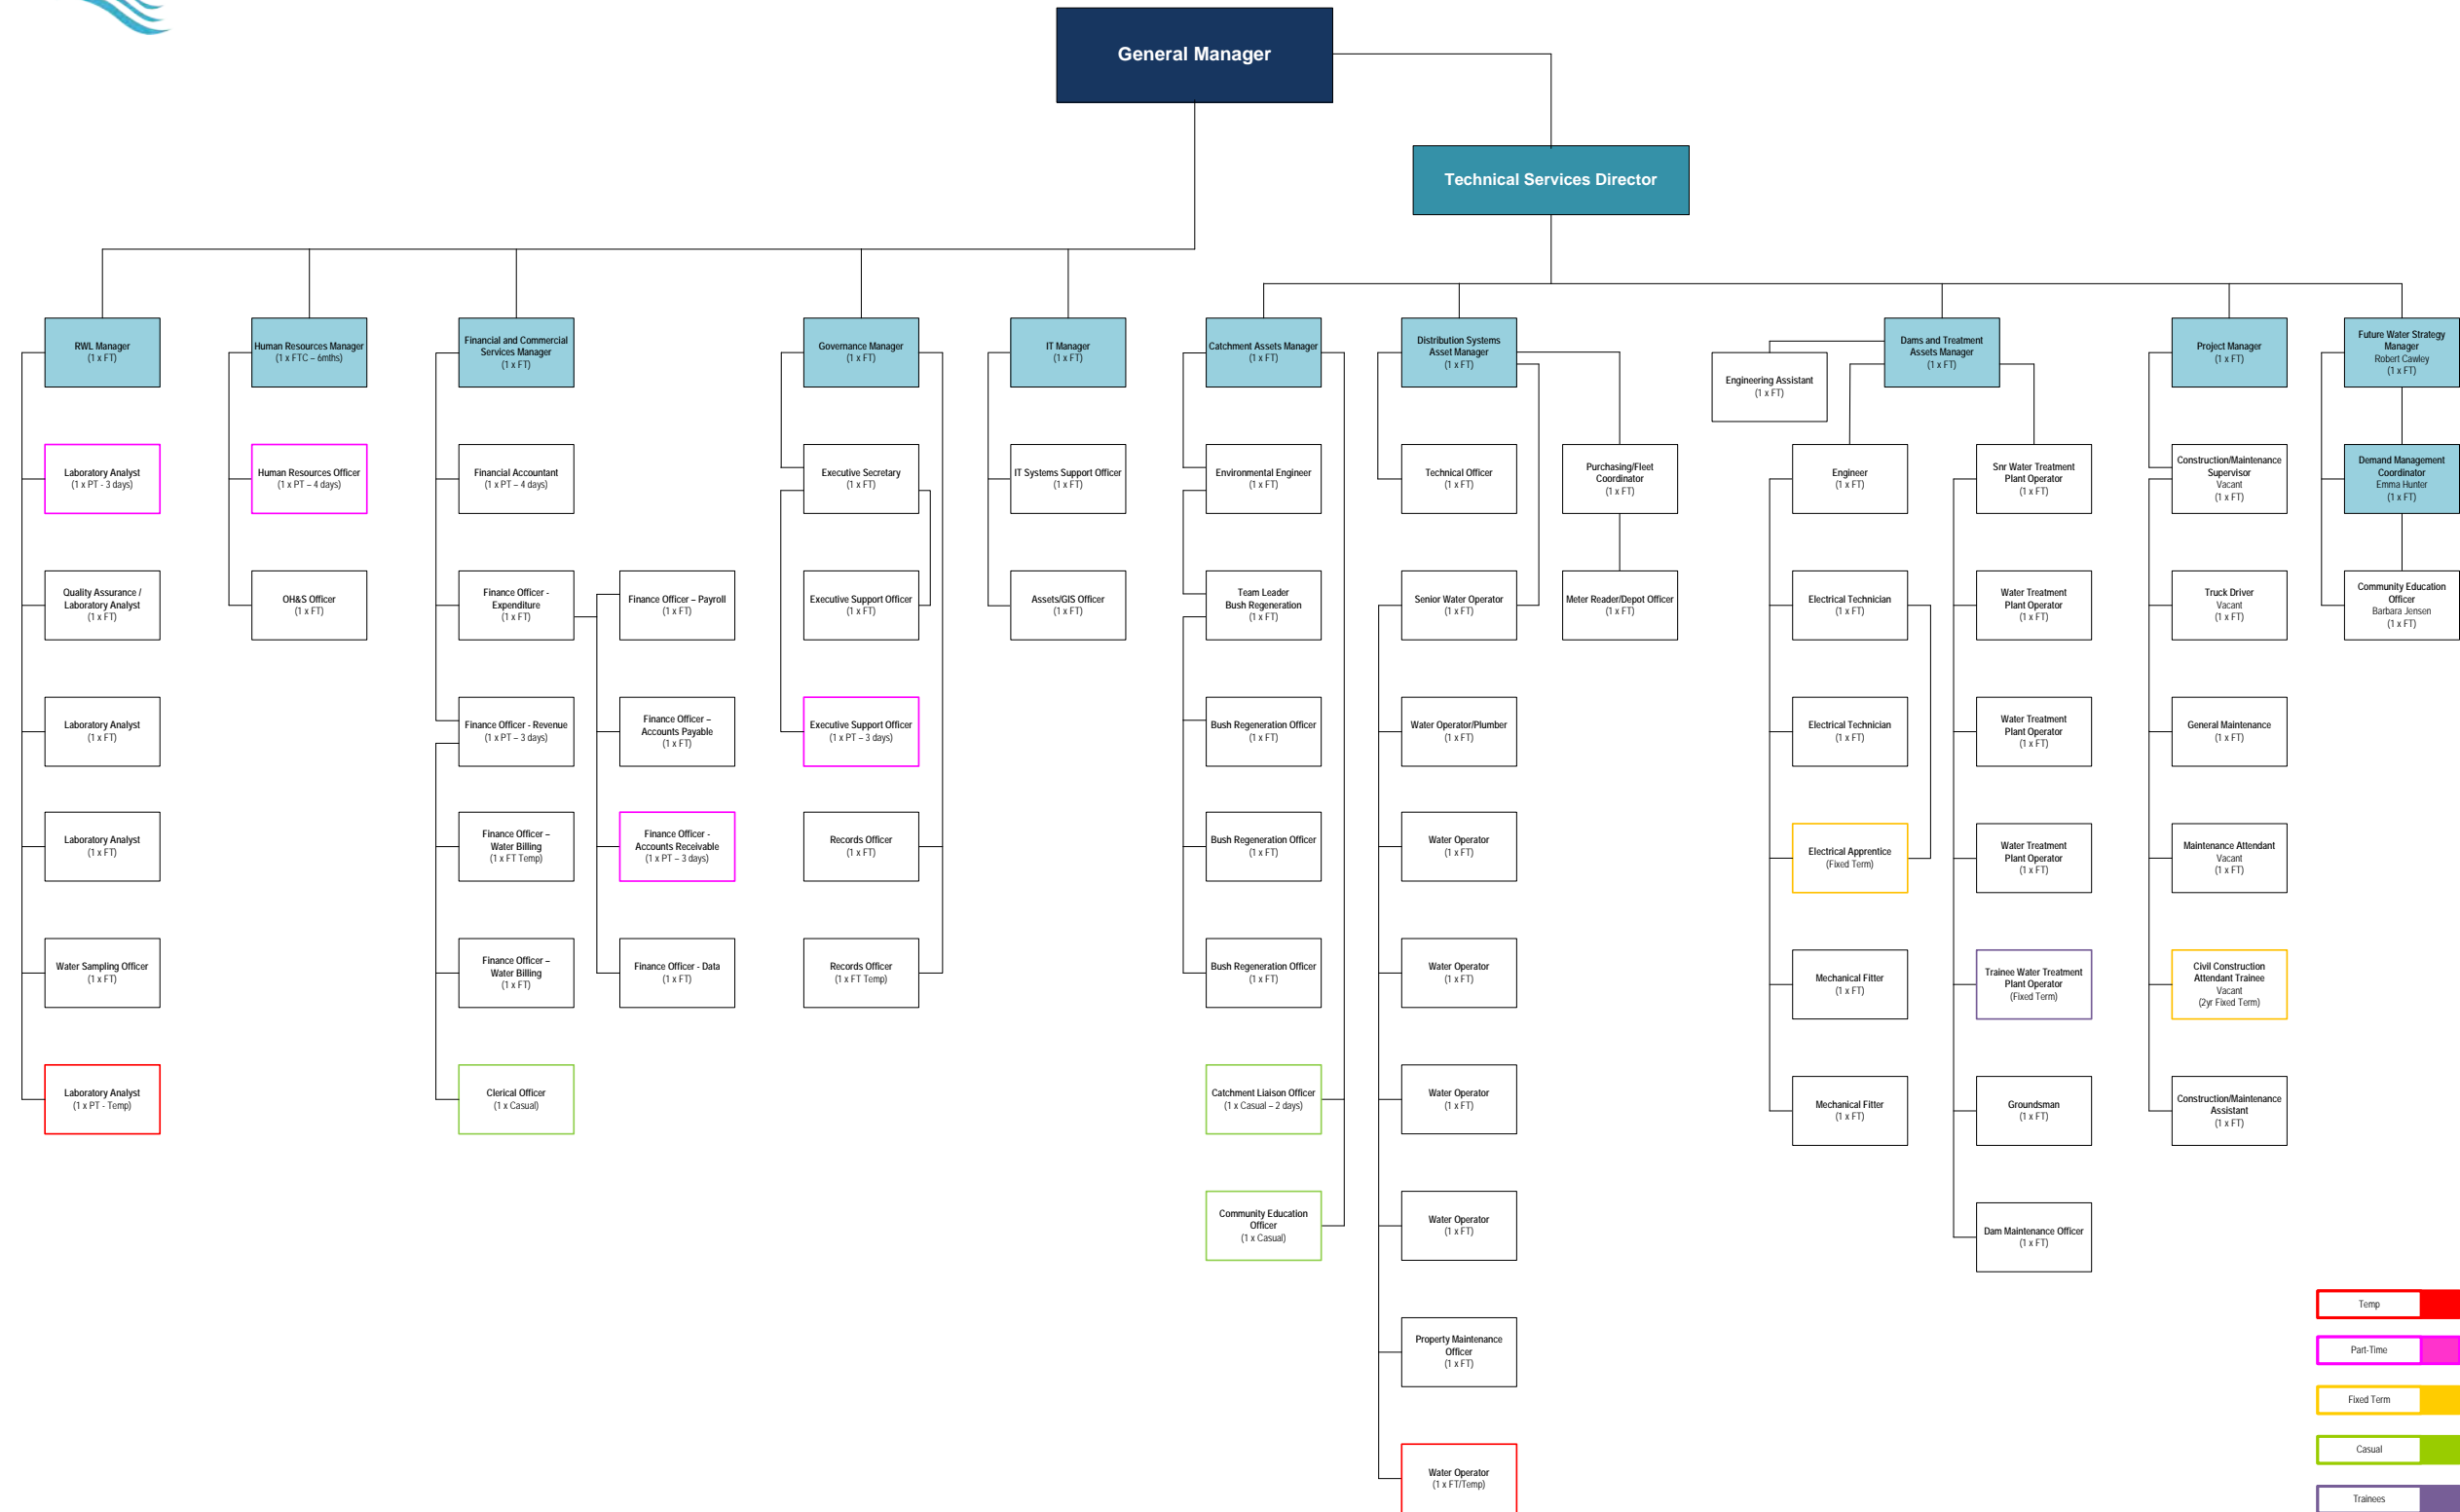 General Manager
Technical Services Director
RWL Manager
(1 x FT)
Human Resources Manager
(1 x FTC – 6mths)
Financial and Commercial
Services Manager
(1 x FT)
Governance Manager
(1 x FT)
IT Manager
(1 x FT)
Catchment Assets Manager
(1 x FT)
Distribution Systems
Asset Manager
(1 x FT)
Engineering Assistant
(1 x FT)
Dams and Treatment
Assets Manager
(1 x FT)
Project Manager
(1 x FT)
Future Water Strategy
Manager
Robert Cawley
(1 x FT)
Laboratory Analyst
(1 x PT - 3 days)
Human Resources Officer
(1 x PT – 4 days)
Financial Accountant
(1 x PT – 4 days)
Executive Secretary
(1 x FT)
IT Systems Support Officer
(1 x FT)
Environmental Engineer
(1 x FT)
Technical Officer
(1 x FT)
Purchasing/Fleet
Coordinator
(1 x FT)
Engineer
(1 x FT)
Snr Water Treatment
Plant Operator
(1 x FT)
Construction/Maintenance
Supervisor
Vacant
(1 x FT)
Demand Management
Coordinator
Emma Hunter
(1 x FT)
Quality Assurance /
Laboratory Analyst
(1 x FT)
OH&S Officer
(1 x FT)
Finance Officer -
Expenditure
(1 x FT)
Finance Officer – Payroll
(1 x FT)
Executive Support Officer
(1 x FT)
Assets/GIS Officer
(1 x FT)
Team Leader
Bush Regeneration
(1 x FT)
Senior Water Operator
(1 x FT)
Meter Reader/Depot Officer
(1 x FT)
Electrical Technician
(1 x FT)
Water Treatment
Plant Operator
(1 x FT)
Truck Driver
Vacant
(1 x FT)
Community Education
Officer
Barbara Jensen
(1 x FT)
Laboratory Analyst
(1 x FT)
Finance Officer - Revenue
(1 x PT – 3 days)
Finance Officer –
Accounts Payable
(1 x FT)
Executive Support Officer
(1 x PT – 3 days)
Bush Regeneration Officer
(1 x FT)
Water Operator/Plumber
(1 x FT)
Electrical Technician
(1 x FT)
Water Treatment
Plant Operator
(1 x FT)
General Maintenance
(1 x FT)
Laboratory Analyst
(1 x FT)
Finance Officer –
Water Billing
(1 x FT Temp)
Finance Officer -
Accounts Receivable
(1 x PT – 3 days)
Records Officer
(1 x FT)
Bush Regeneration Officer
(1 x FT)
Water Operator
(1 x FT)
Electrical Apprentice
(Fixed Term)
Water Treatment
Plant Operator
(1 x FT)
Maintenance Attendant
Vacant
(1 x FT)
Water Sampling Officer
(1 x FT)
Finance Officer –
Water Billing
(1 x FT)
Finance Officer - Data
(1 x FT)
Records Officer
(1 x FT Temp)
Bush Regeneration Officer
(1 x FT)
Water Operator
(1 x FT)
Mechanical Fitter
(1 x FT)
Trainee Water Treatment
Plant Operator
(Fixed Term)
Civil Construction
Attendant Trainee
Vacant
(2yr Fixed Term)
Laboratory Analyst
(1 x PT - Temp)
Clerical Officer
(1 x Casual)
Catchment Liaison Officer
(1 x Casual – 2 days)
Water Operator
(1 x FT)
Mechanical Fitter
(1 x FT)
Groundsman
(1 x FT)
Construction/Maintenance
Assistant
(1 x FT)
Community Education
Officer
(1 x Casual)
Water Operator
(1 x FT)
Dam Maintenance Officer
(1 x FT)
Property Maintenance
Officer
(1 x FT)
Water Operator
(1 x FT/Temp)
Temp
Part-Time
Fixed Term
Casual
Trainees